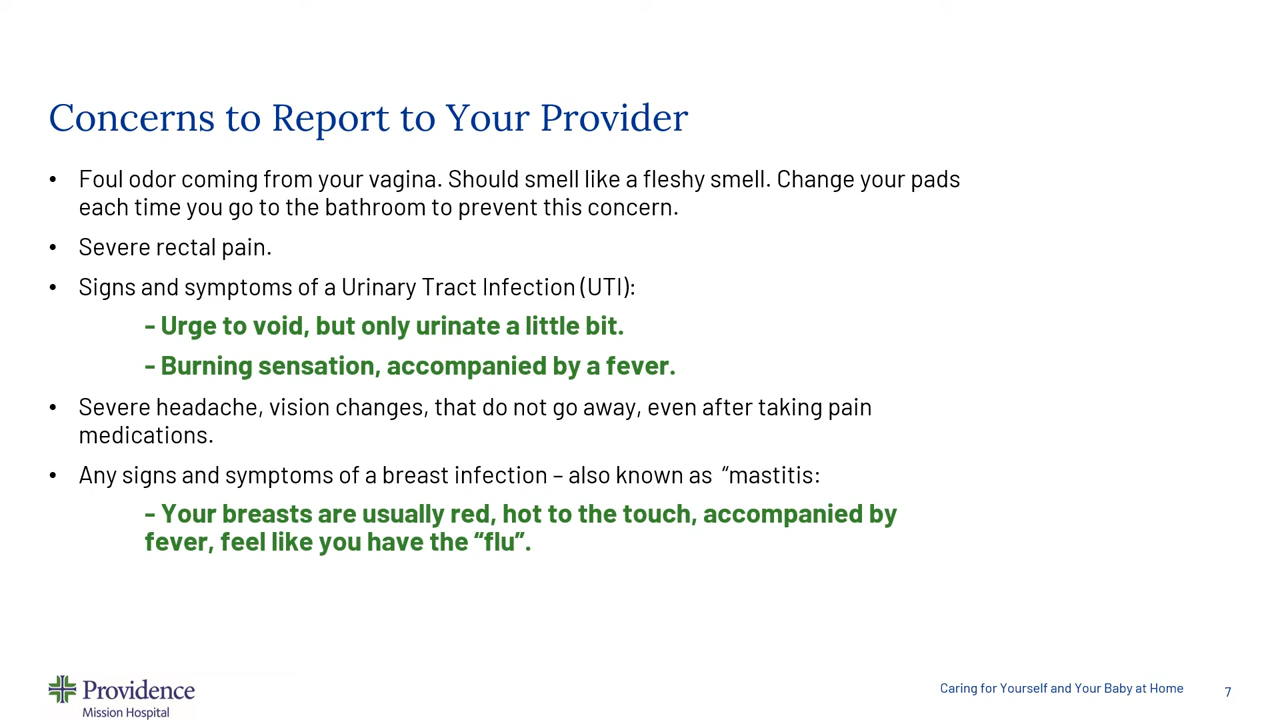 Concerns to Report to Your Provider
• Foul odor coming from your vagina. Should smell like a fleshy smell. Change your pads
each time you go to the bathroom to prevent this concern.
• Severe rectal pain.
• Signs and symptoms of a Urinary Tract Infection (UTI):
- Urge to void, but only urinate a little bit.
- Burning sensation, accompanied by a fever.
• Severe headache, vision changes, that do not go away, even after taking pain
medications.
• Any signs and symptoms of a breast infection – also known as “mastitis:
- Your breasts are usually red, hot to the touch, accompanied by
fever, feel like you have the “flu”.
Providence
Mission Hospital
Caring for Yourself and Your Baby at Home 7